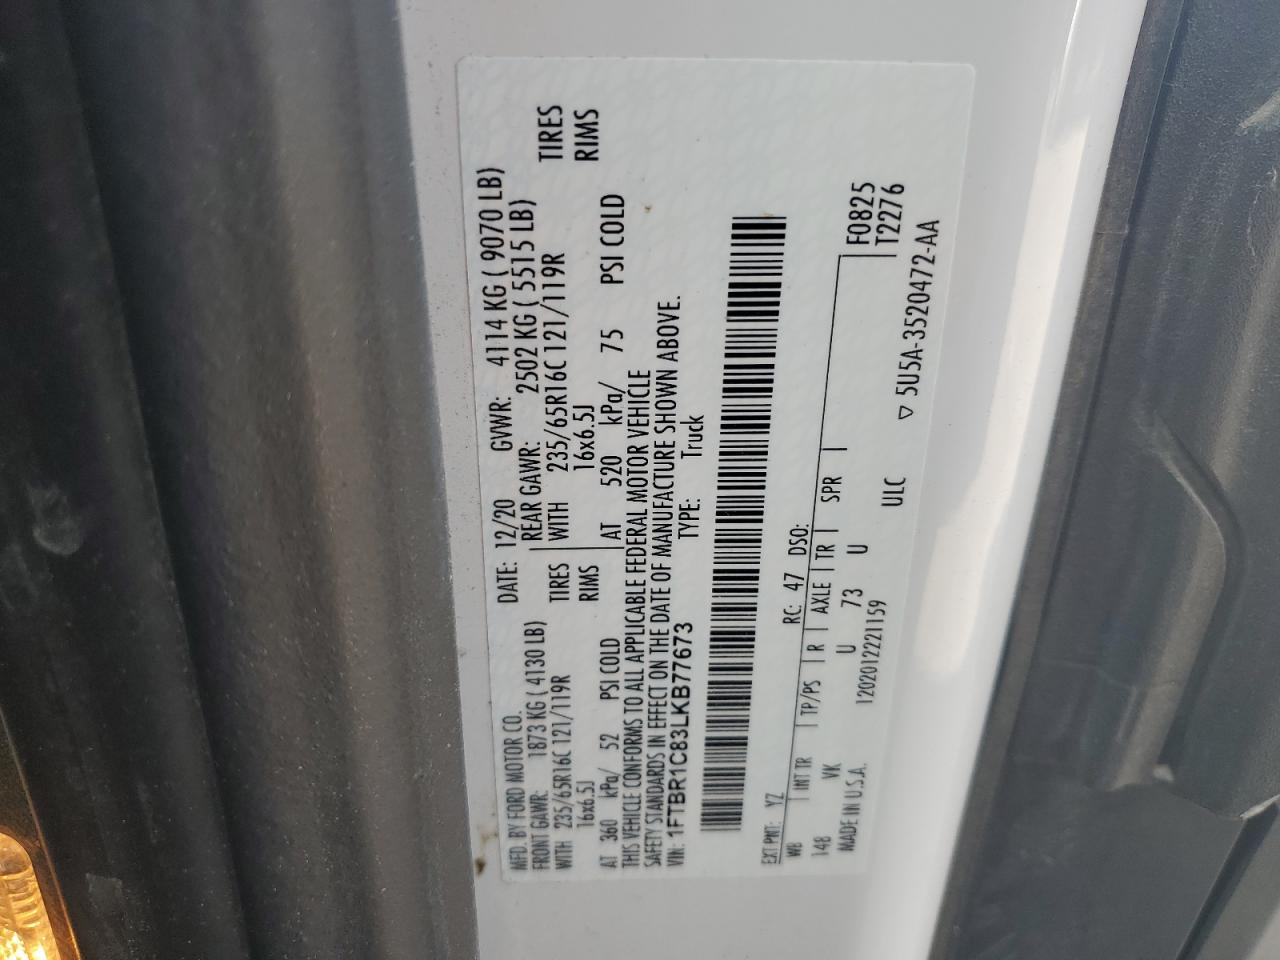 MFD. BY FORD MOTOR CO.
DATE: 12/20 GVWR: 4114 KG ( 9070 LB)
FRONT GAWR: 1873 KG ( 4130 LB) REAR GAWR: 2502 KG ( 5515 LB)
WITH 235/65R16C 121/119R TIRES WITH 235/65R16C 121/119R TIRES
16x6.5J RIMS 16x6.5J RIMS
AT 360 kPa/ 52 PSI COLD AT 520 kPa/ 75 PSI COLD
THIS VEHICLE CONFORMS TO ALL APPLICABLE FEDERAL MOTOR VEHICLE
SAFETY STANDARDS IN EFFECT ON THE DATE OF MANUFACTURE SHOWN ABOVE.
VIN: 1FTBR1C83LKB77673 TYPE: Truck
EXT PNT: YZ RC: 47 DSO:
WB INT TR TP/PS R AXLE TR SPR F0825
148 VK U 73 U T2276
MADE IN U.S.A. 1202012221159 ULC ▽ 5U5A-3520472-AA